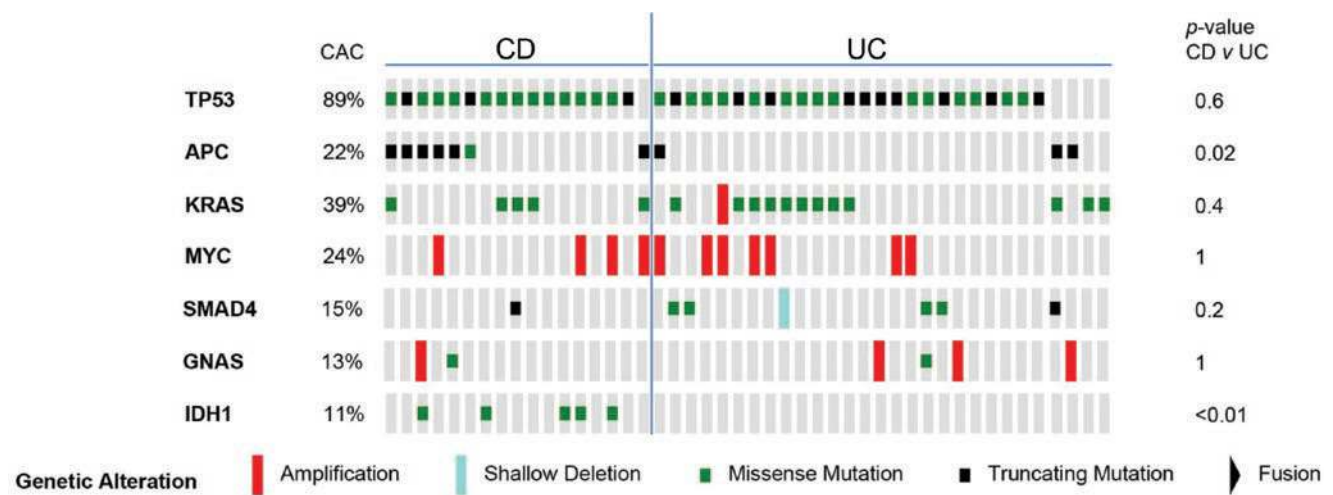 p-value
CAC CD UC CD v UC
TP53 89% 0.6
APC 22% 0.02
KRAS 39% 0.4
MYC 24% 1
SMAD4 15% 0.2
GNAS 13% 1
IDH1 11% <0.01
Genetic Alteration Amplification Shallow Deletion Missense Mutation Truncating Mutation Fusion